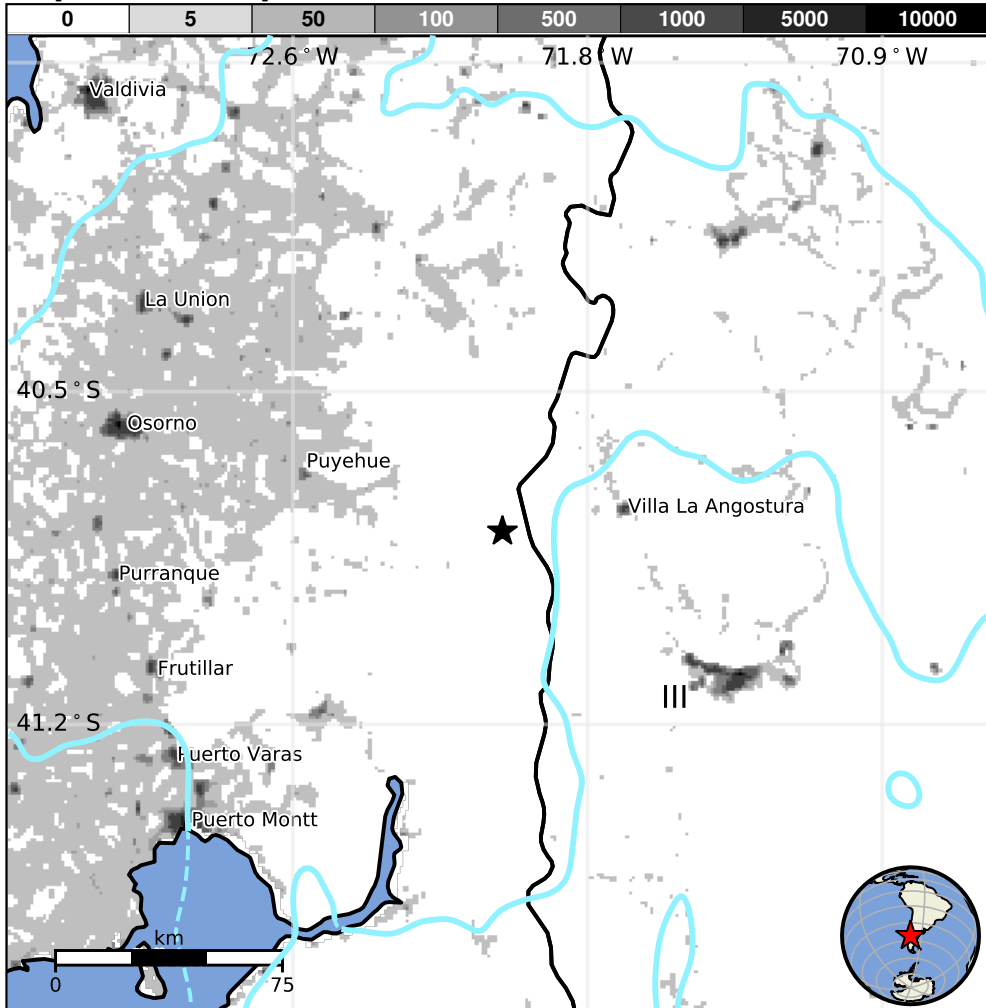 0 5 50 100 500 1000 5000 10000
72.6°W 71.8°W 70.9°W
Valdivia
La Union
40.5°S
Osorno
Puyehue
Villa La Angostura
Purranque
Frutillar
III
41.2°S
Puerto Varas
Puerto Montt
km
0 75